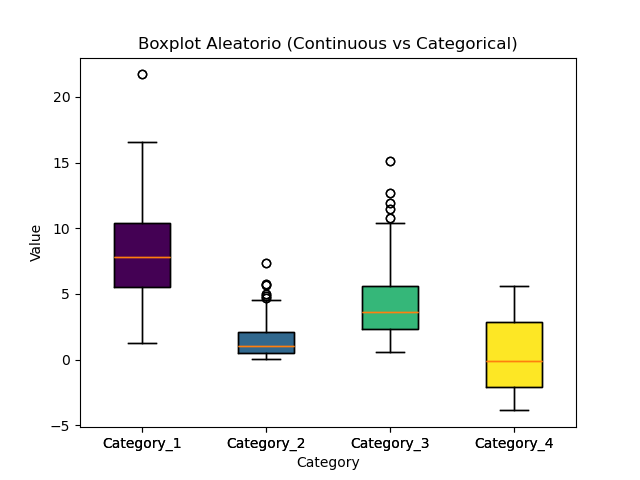 Boxplot Aleatorio (Continuous vs Categorical)
20
15
10
5
0
−5
Value
Category_1 Category_2 Category_3 Category_4
Category